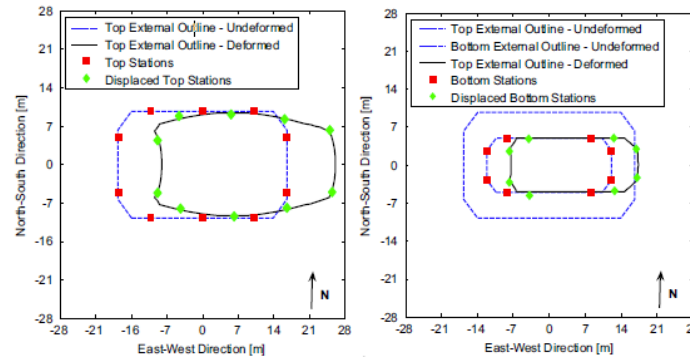 28
21
14
7
0
-7
-14
-21
-28
North-South Direction [m]
Top External Outline - Undeformed
Top External Outline - Deformed
Top Stations
Displaced Top Stations
N
-28 -21 -16 -7 0 7 14 21 28
East-West Direction [m]
28
21
14
7
0
-7
-14
-21
-28
North-South Direction [m]
Top External Outline - Undeformed
Bottom External Outline - Undeformed
Top External Outline - Deformed
Bottom Stations
Displaced Bottom Stations
N
-28 -21 -14 -7 0 7 14 21 28
East-West Direction [m]